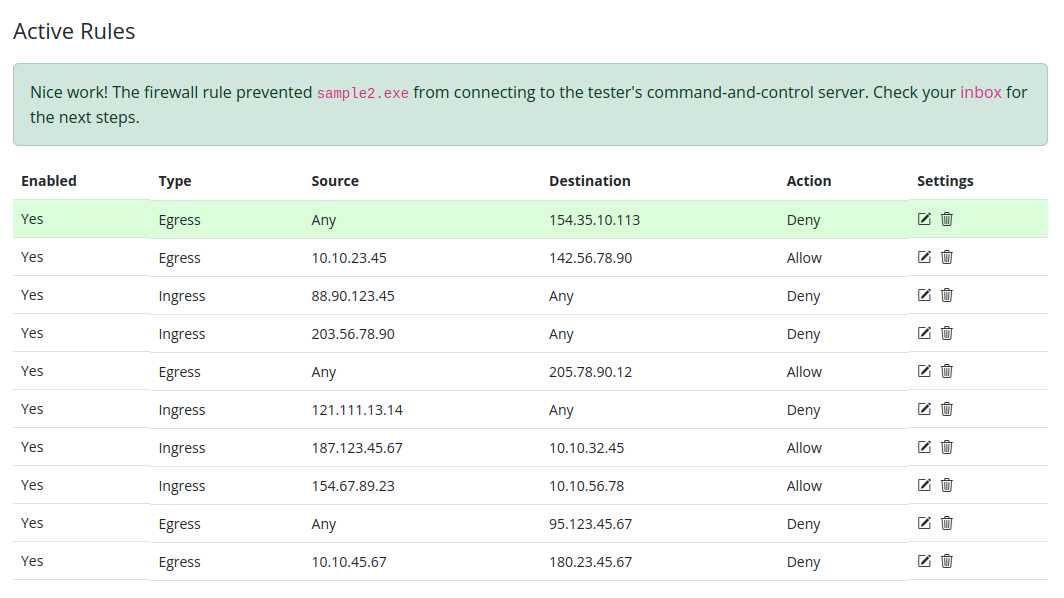 Active Rules
Nice work! The firewall rule prevented sample2.exe from connecting to the tester's command-and-control server. Check your inbox for
the next steps.
Enabled Type Source Destination Action Settings
Yes Egress Any 154.35.10.113 Deny
Yes Egress 10.10.23.45 142.56.78.90 Allow
Yes Ingress 88.90.123.45 Any Deny
Yes Ingress 203.56.78.90 Any Deny
Yes Egress Any 205.78.90.12 Allow
Yes Ingress 121.111.13.14 Any Deny
Yes Ingress 187.123.45.67 10.10.32.45 Allow
Yes Ingress 154.67.89.23 10.10.56.78 Allow
Yes Egress Any 95.123.45.67 Deny
Yes Egress 10.10.45.67 180.23.45.67 Deny